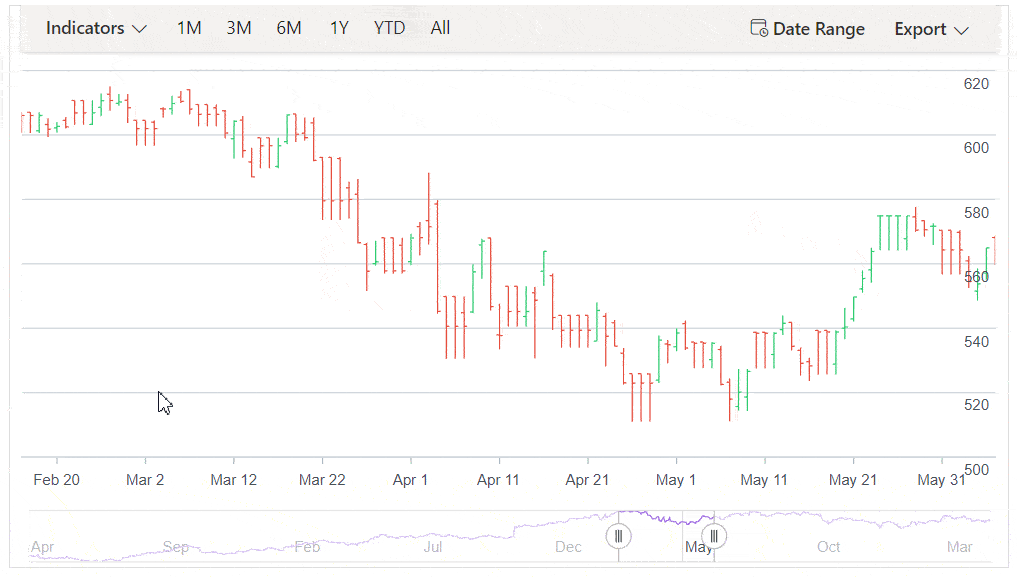 Indicators 1M 3M 6M 1Y YTD All Date Range Export
620
600
580
560
540
520
500
Feb 20 Mar 2 Mar 12 Mar 22 Apr 1 Apr 11 Apr 21 May 1 May 11 May 21 May 31
Apr Sep Feb Jul Dec May Oct Mar